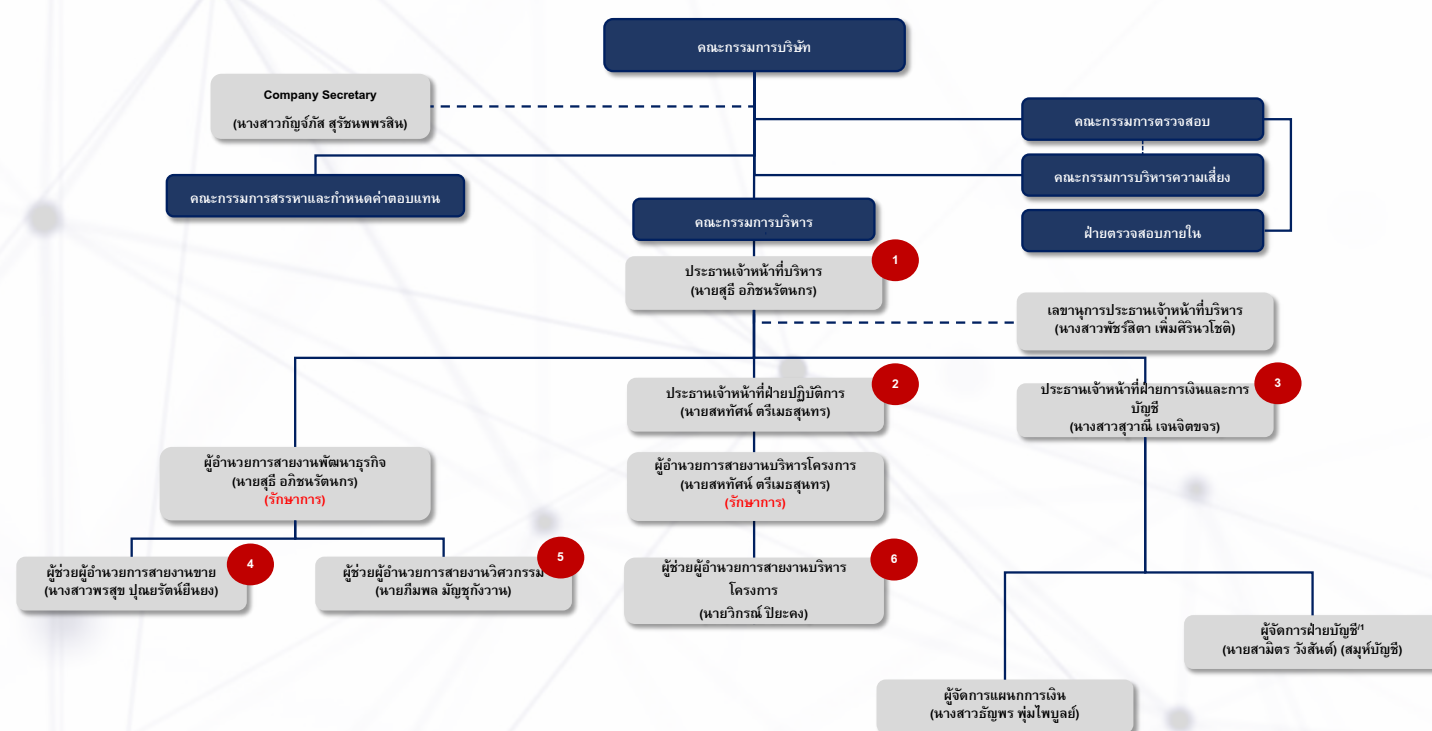 คณะกรรมการบริษัท
Company Secretary
(นางสาวกัญจ์ภัส สุรัชนพพรสิน)
คณะกรรมการตรวจสอบ
คณะกรรมการบริหารความเสี่ยง
คณะกรรมการสรรหาและกำหนดค่าตอบแทน
คณะกรรมการบริหาร
ฝ่ายตรวจสอบภายใน
1
ประธานเจ้าหน้าที่บริหาร
(นายสุธี อภิชนรัตนกร)
เลขานุการประธานเจ้าหน้าที่บริหาร
(นางสาวพัชร์สิตา เพิ่มศิรินวโชติ)
2
ประธานเจ้าหน้าที่ฝ่ายปฏิบัติการ
(นายสหทัศน์ ตรีเมธสุนทร)
3
ประธานเจ้าหน้าที่ฝ่ายการเงินและการ
บัญชี
(นางสาวสุวาณี เจนจิตขจร)
ผู้อำนวยการสายงานพัฒนาธุรกิจ
(นายสุธี อภิชนรัตนกร)
(รักษาการ)
ผู้อำนวยการสายงานบริหารโครงการ
(นายสหทัศน์ ตรีเมธสุนทร)
(รักษาการ)
4
ผู้ช่วยผู้อำนวยการสายงานขาย
(นางสาวพรสุข ปุณยรัตน์ยืนยง)
5
ผู้ช่วยผู้อำนวยการสายงานวิศวกรรม
(นายภีมพล มัญชุกังวาน)
6
ผู้ช่วยผู้อำนวยการสายงานบริหาร
โครงการ
(นายวิกรณ์ ปิยะคง)
ผู้จัดการฝ่ายบัญชี/1
(นายสามิตร วังสันต์) (สมุห์บัญชี)
ผู้จัดการแผนกการเงิน
(นางสาวธัญพร พุ่มไพบูลย์)